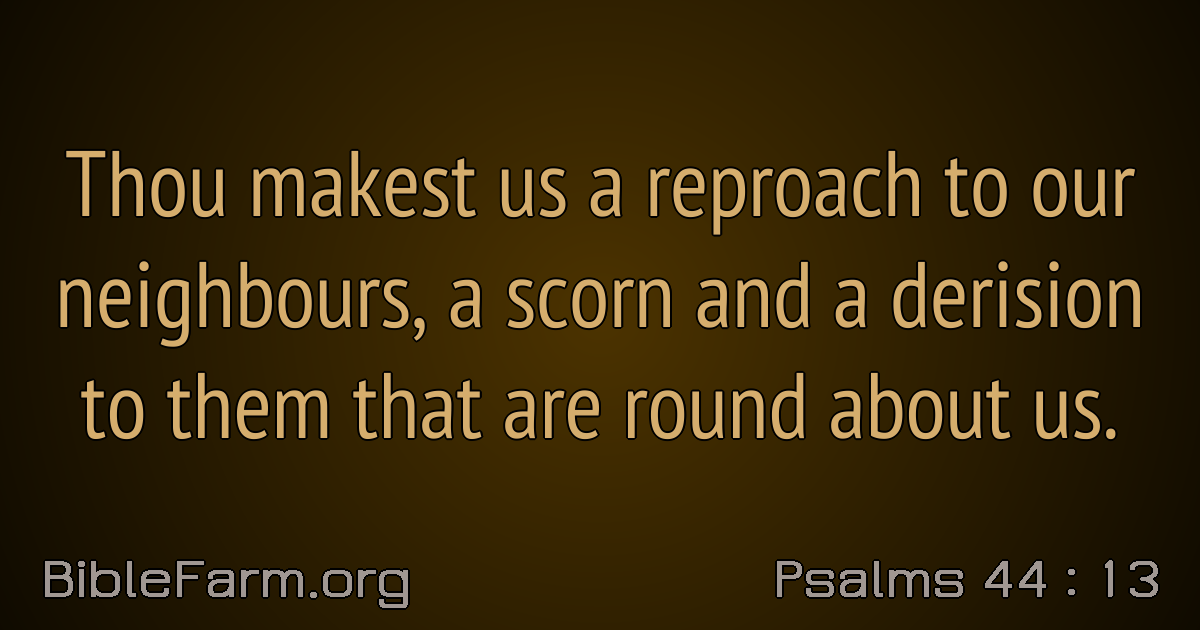 Thou makest us a reproach to our
neighbours, a scorn and a derision
to them that are round about us.
BibleFarm.org
Psalms 44 : 13